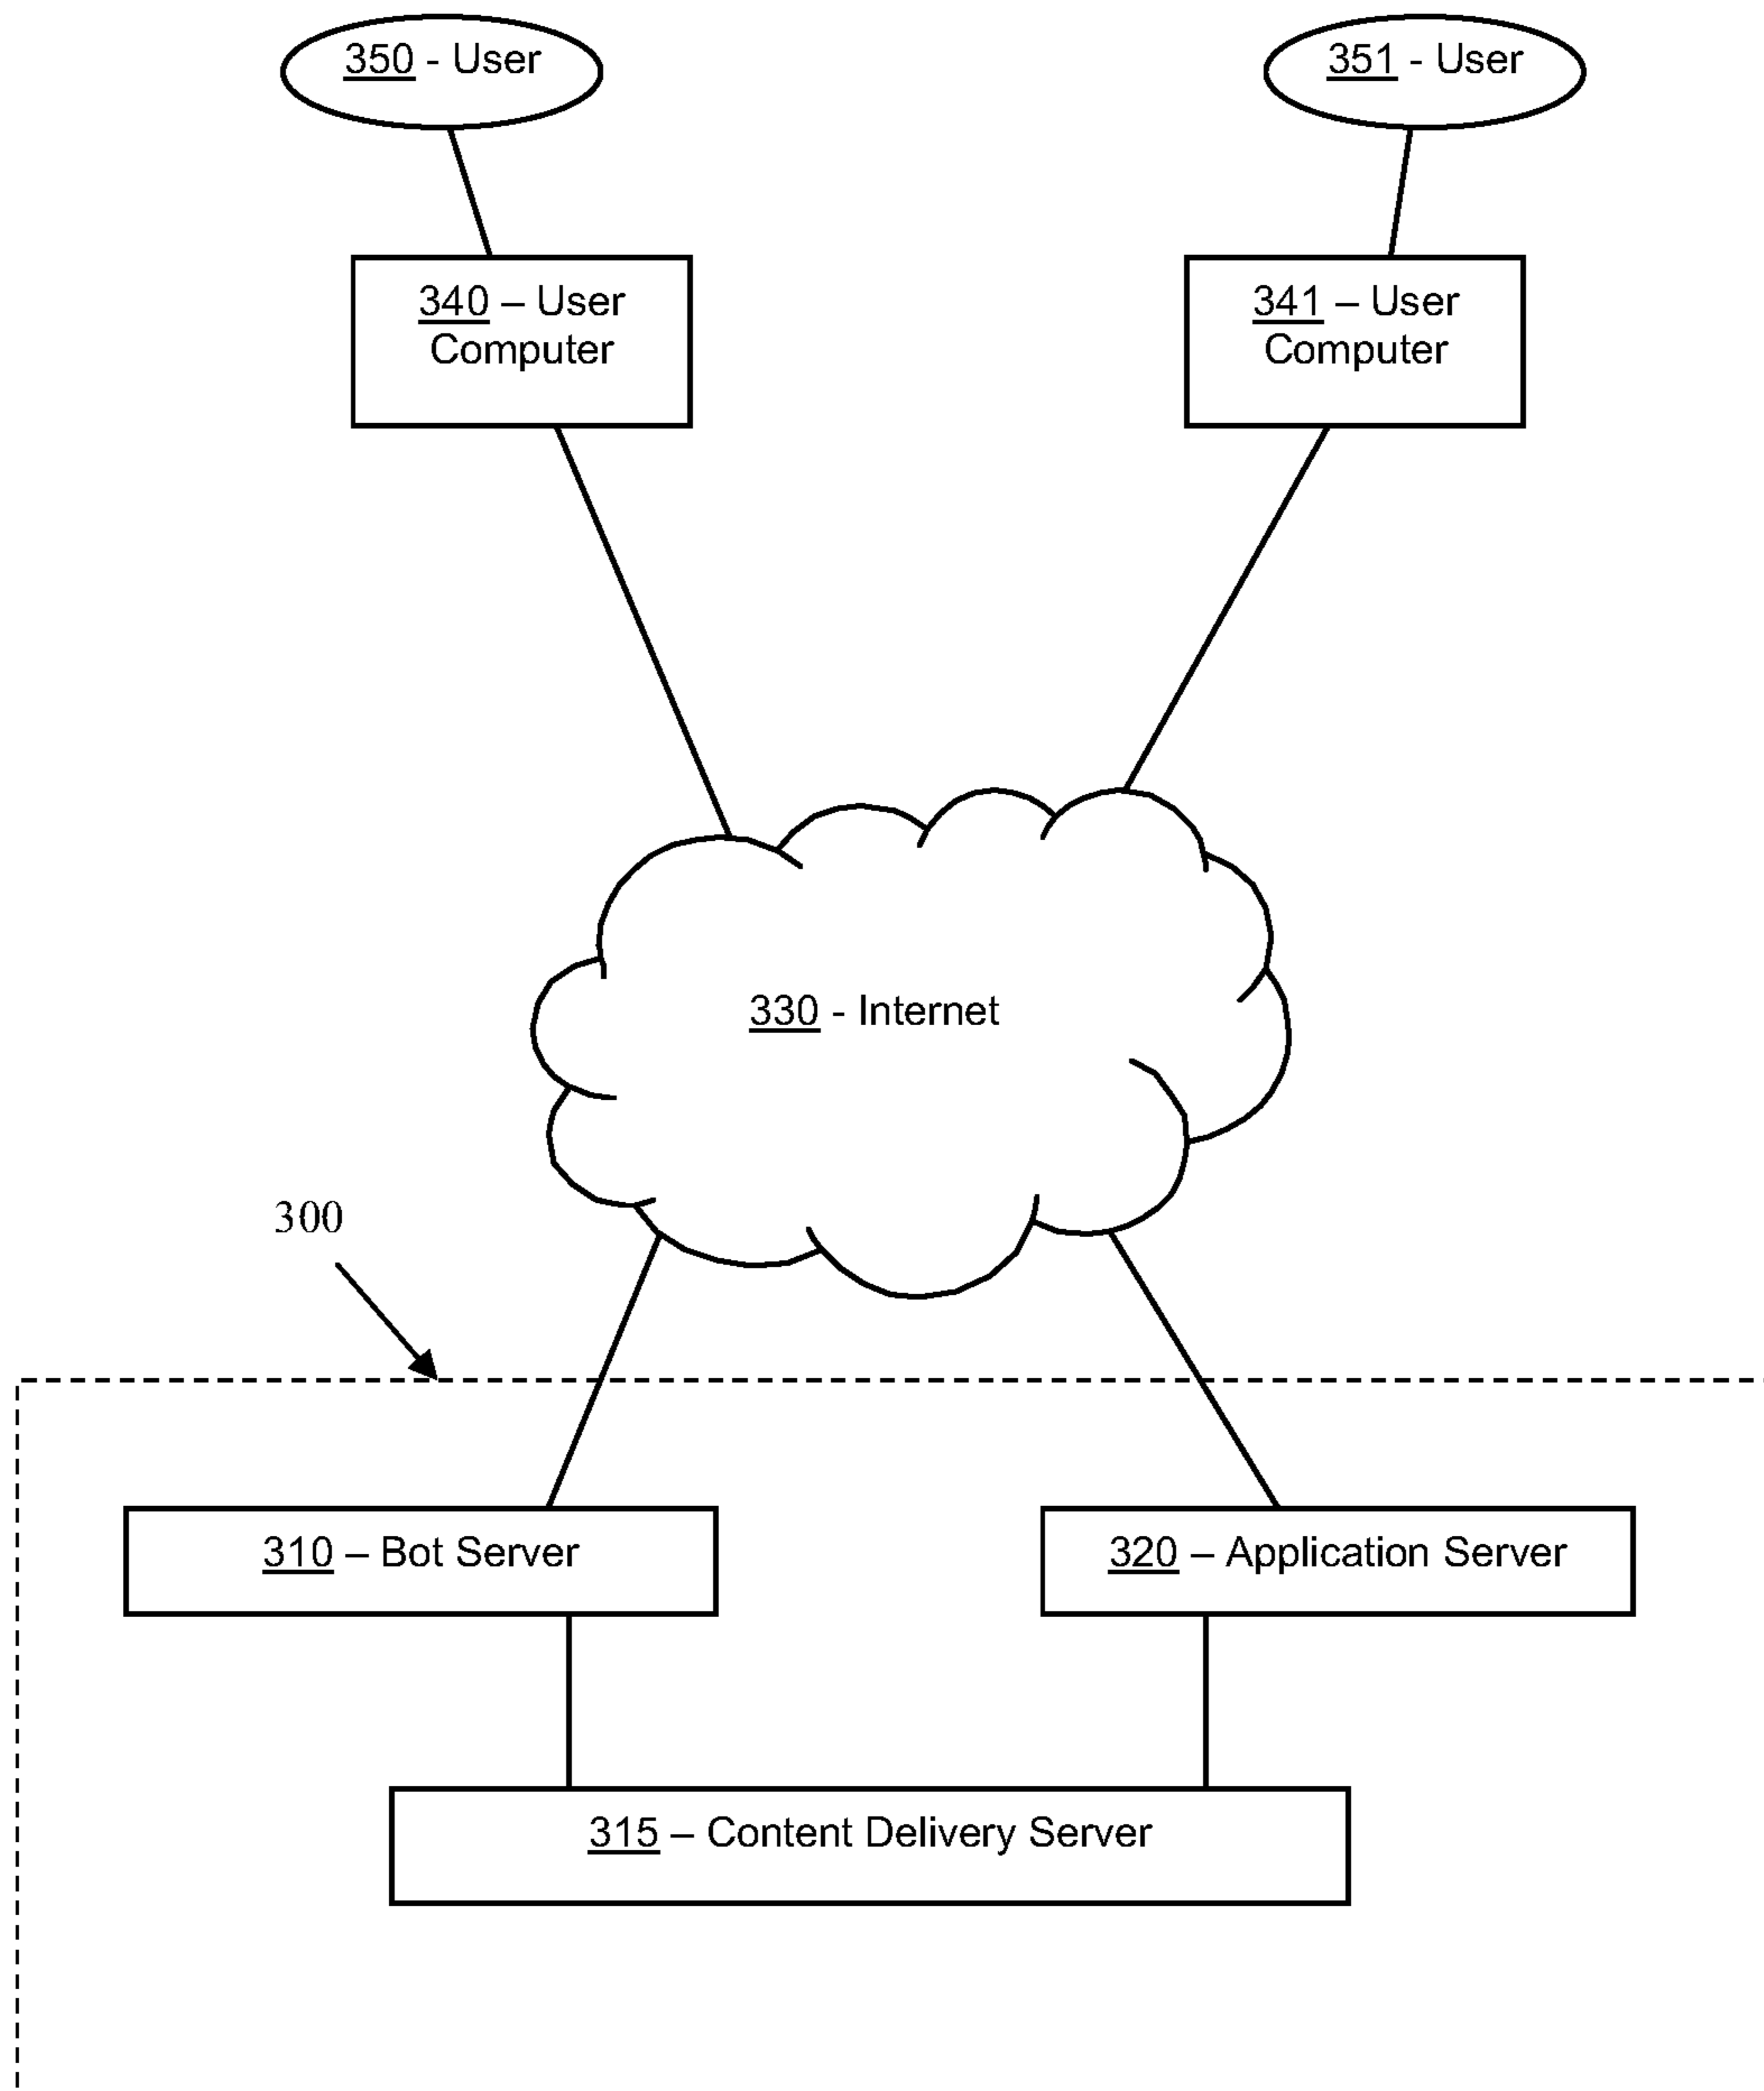 350 - User
351 - User
340 – User
Computer
341 – User
Computer
330 - Internet
300
310 – Bot Server
320 – Application Server
315 – Content Delivery Server